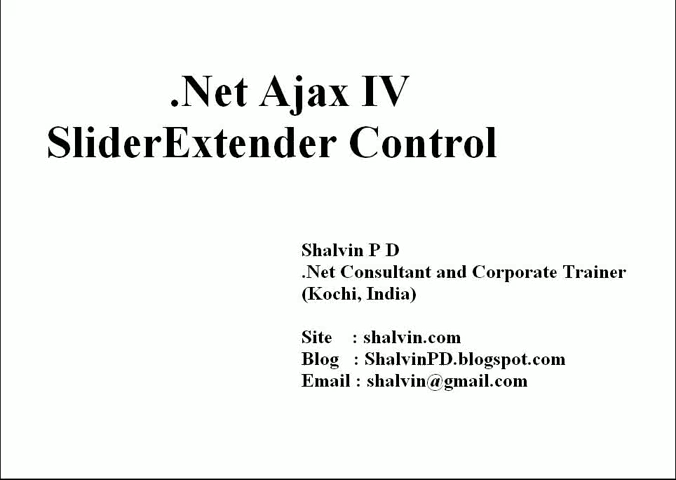 .Net Ajax IV
SliderExtender Control
Shalvin P D
.Net Consultant and Corporate Trainer
(Kochi, India)
Site : shalvin.com
Blog : ShalvinPD.blogspot.com
Email : shalvin@gmail.com